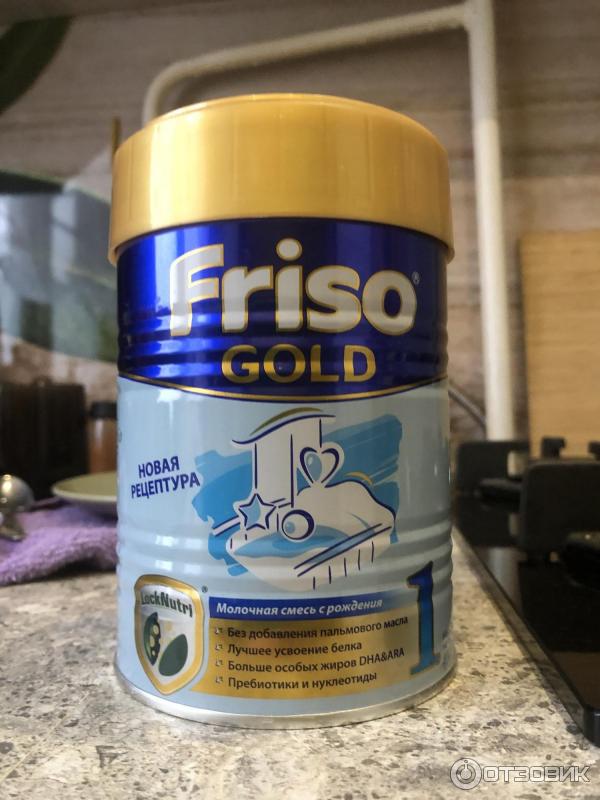 Friso®
GOLD
НОВАЯ
РЕЦЕПТУРА
LockNutri®
Молочная смесь с рождения
Без добавления пальмового масла
Лучшее усвоение белка
Больше особых жиров DHA&ARA
Пребиотики и нуклеотиды
1
ОТЗОВИК